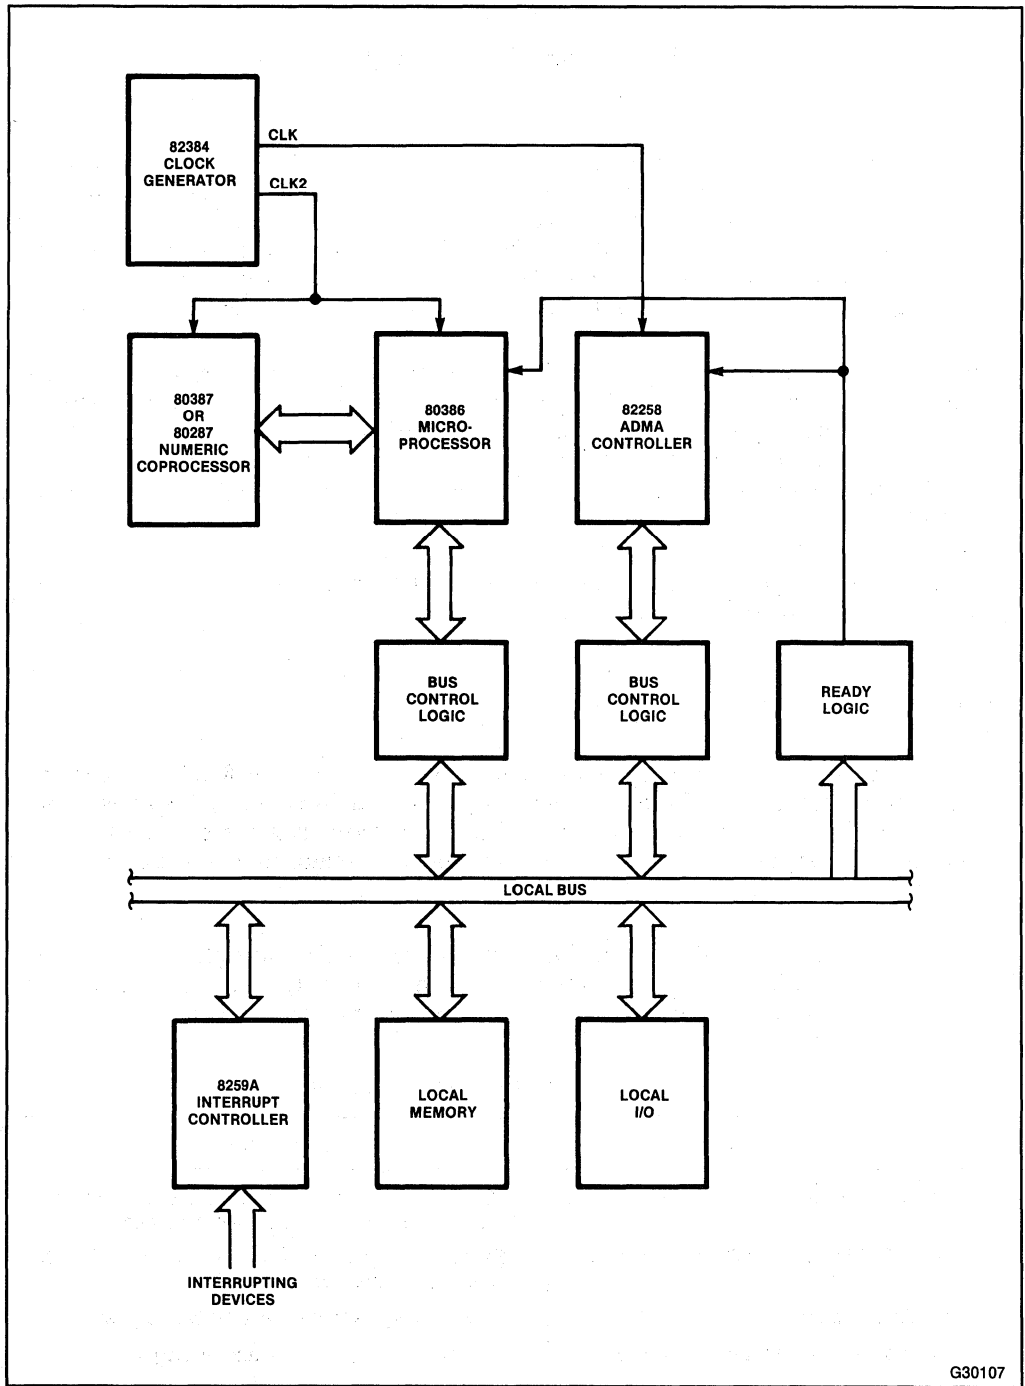 82384
CLOCK
GENERATOR
CLK
CLK2
80387
OR
80287
NUMERIC
COPROCESSOR
80386
MICRO-
PROCESSOR
82258
ADMA
CONTROLLER
BUS
CONTROL
LOGIC
BUS
CONTROL
LOGIC
READY
LOGIC
LOCAL BUS
8259A
INTERRUPT
CONTROLLER
LOCAL
MEMORY
LOCAL
I/O
INTERRUPTING
DEVICES
G30107